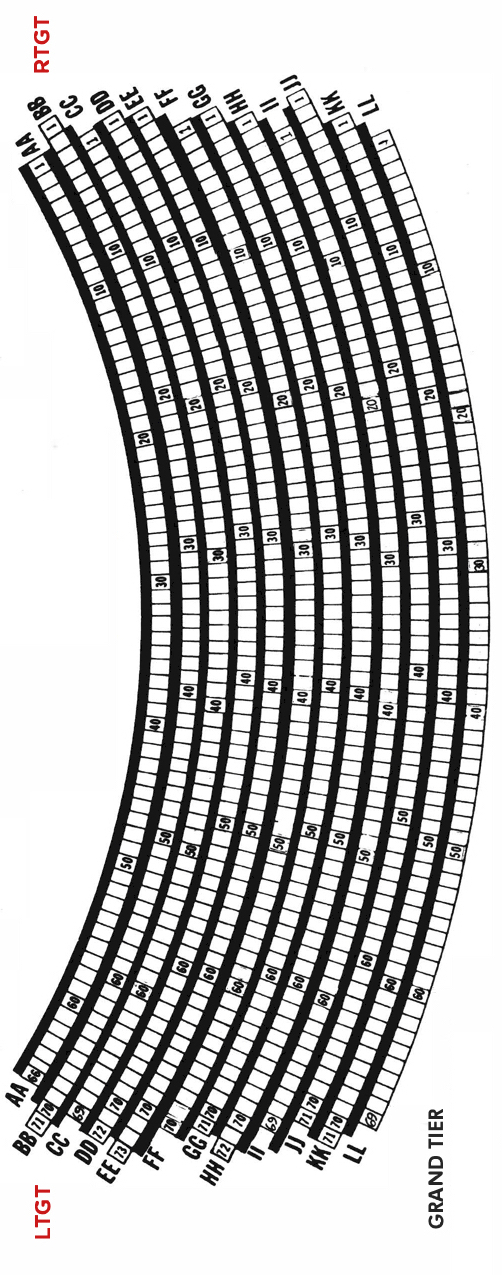 RTGT
AA 1 10 20 30 40 50 60 66 AA
BB 1 10 20 30 40 50 60 70 71 BB
CC 1 10 20 30 40 50 60 69 CC
DD 1 10 20 30 40 50 60 70 72 DD
EE 1 10 20 30 40 50 60 70 73 EE
FF 10 20 30 40 50 60 70 FF
GG 1 10 20 30 40 50 60 70 71 GG
HH 1 10 20 30 40 50 60 70 72 HH
II 1 10 20 30 40 50 60 69 II
JJ 1 10 20 30 40 50 60 70 71 JJ
KK 1 10 20 30 40 50 60 70 71 KK
LL 1 10 20 30 40 50 60 69 LL
LTGT
GRAND TIER